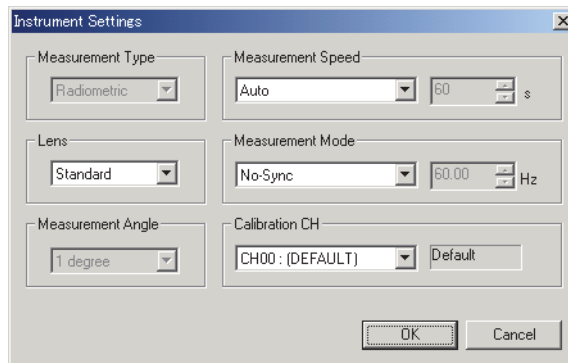 Instrument Settings
Measurement Type
Radiometric
Measurement Speed
Auto
60
s
Lens
Standard
Measurement Mode
No-Sync
60.00
Hz
Measurement Angle
1 degree
Calibration CH
CH00 : (DEFAULT)
Default
OK
Cancel